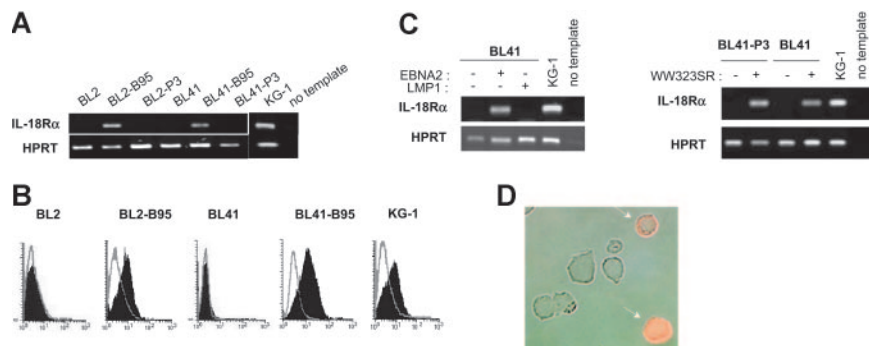 A
BL2
BL2-B95
BL2-P3
BL41
BL41-B95
BL41-P3
KG-1
no template
IL-18Rα
HPRT
B
BL2
BL2-B95
BL41
BL41-B95
KG-1
C
BL41
EBNA2 : - + -
LMP1 : - - +
KG-1
no template
IL-18Rα
HPRT
BL41-P3 BL41
WW323SR : - + - +
KG-1
no template
IL-18Rα
HPRT
D